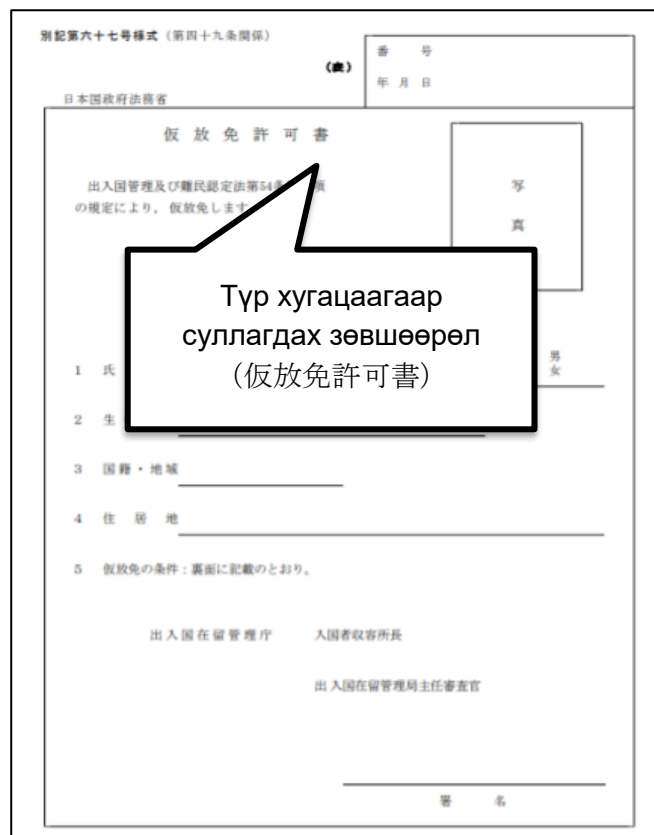 別記第六十七号様式（第四十九条関係）
（表）
番 号
年 月 日
日本国政府法務省
仮 放 免 許 可 書
写
真
出入国管理及び難民認定法第54条 項
の規定により，仮放免します
Түр хугацаагаар
суллагдах зөвшөөрөл
（仮放免許可書）
1 氏
男
女
2 生
3 国籍・地域
4 住 居 地
5 仮放免の条件：裏面に記載のとおり。
出入国在留管理庁 入国者収容所長
出入国在留管理局主任審査官
署 名